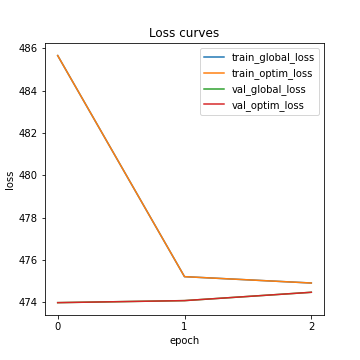 Loss curves
486
484
482
480
478
476
474
loss
train_global_loss
train_optim_loss
val_global_loss
val_optim_loss
0
1
2
epoch